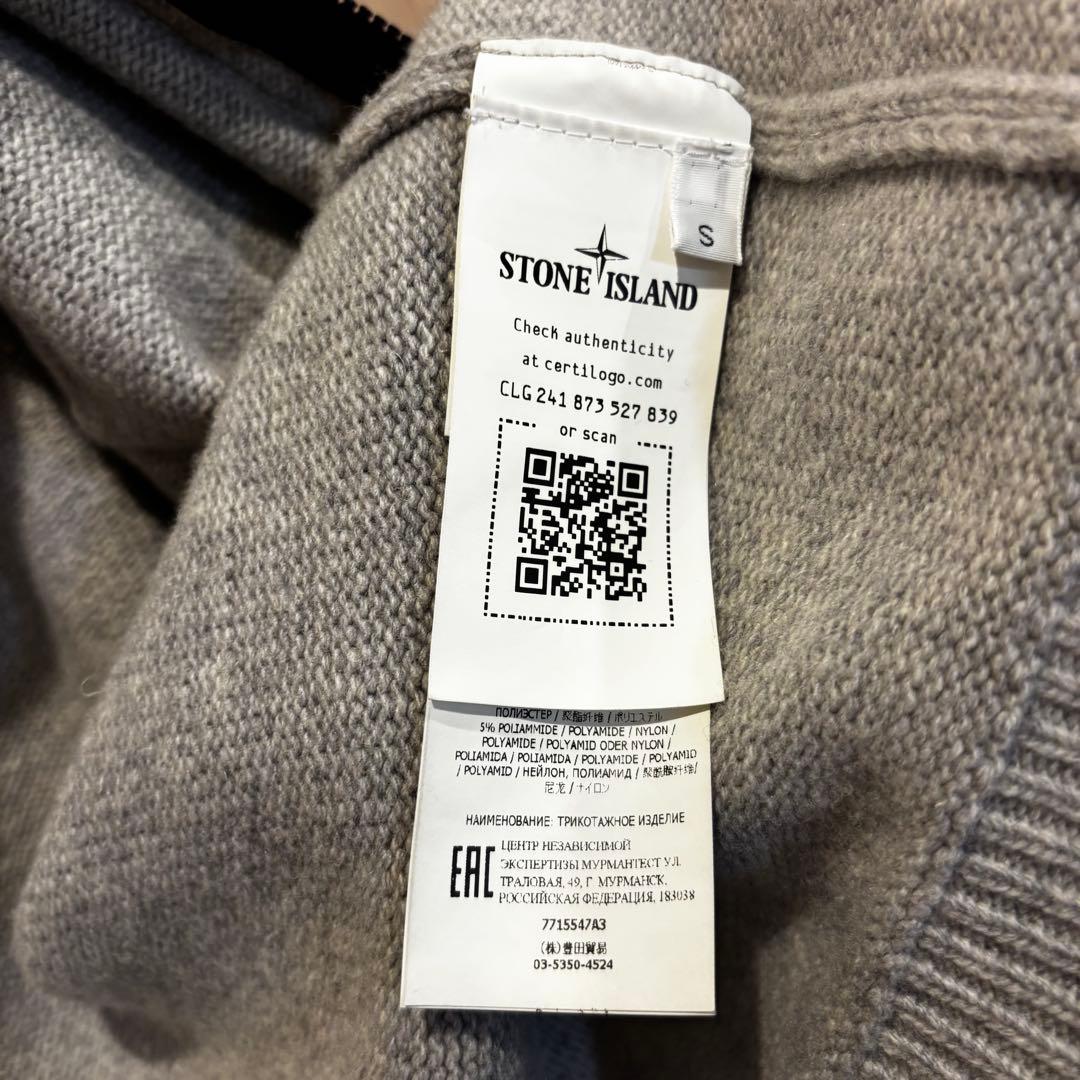 S
STONE ISLAND
Check authenticity
at certilogo.com
CLG 241 873 527 839
or scan
ПОЛИЭСТЕР / 聚酯纤维 / ポリエステル
5% POLIAMMIDE / POLYAMIDE / NYLON /
POLYAMIDE / POLYAMID ODER NYLON /
POLIAMIDA / POLIAMIDA / POLYAMIDE / POLYAMID
/ POLYAMID / НЕЙЛОН, ПОЛИАМИД / 聚酰胺纤维/
尼龙 / ナイロン
НАИМЕНОВАНИЕ: ТРИКОТАЖНОЕ ИЗДЕЛИЕ
EAC
ЦЕНТР НЕЗАВИСИМОЙ
ЭКСПЕРТИЗЫ МУРМАНТЕСТ УЛ.
ТРАЛОВАЯ, 49, Г. МУРМАНСК.
РОССИЙСКАЯ ФЕДЕРАЦИЯ, 183038
7715547A3
(株)豊田貿易
03-5350-4524